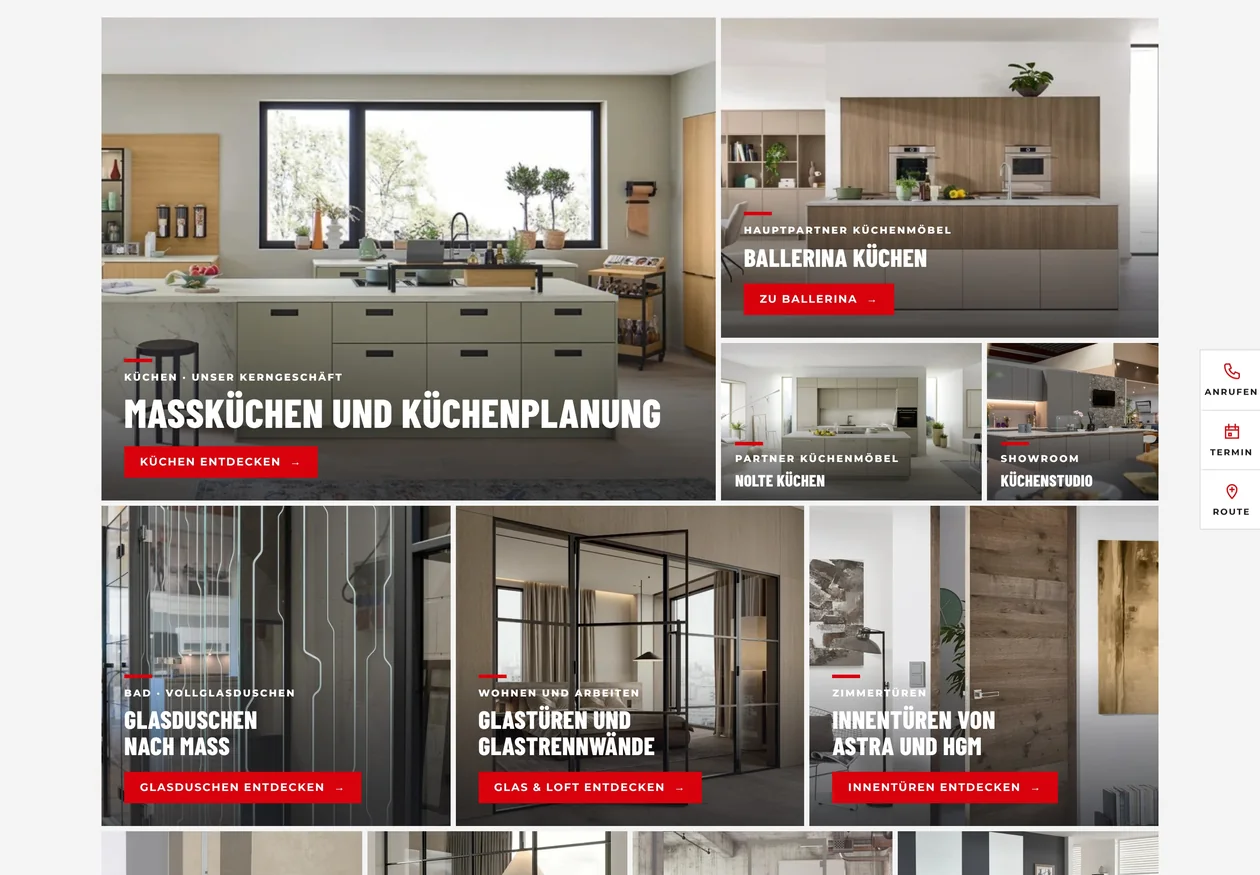 KÜCHEN · UNSER KERNGESCHÄFT
MASSKÜCHEN UND KÜCHENPLANUNG
KÜCHEN ENTDECKEN →
HAUPTPARTNER KÜCHENMÖBEL
BALLERINA KÜCHEN
ZU BALLERINA →
PARTNER KÜCHENMÖBEL
NOLTE KÜCHEN
SHOWROOM
KÜCHENSTUDIO
ANRUFEN
TERMIN
ROUTE
BAD · VOLLGLASDUSCHEN
GLASDUSCHEN
NACH MASS
GLASDUSCHEN ENTDECKEN →
WOHNEN UND ARBEITEN
GLASTÜREN UND
GLASTRENNWÄNDE
GLAS & LOFT ENTDECKEN →
ZIMMERTÜREN
INNENTÜREN VON
ASTRA UND HGM
INNENTÜREN ENTDECKEN →